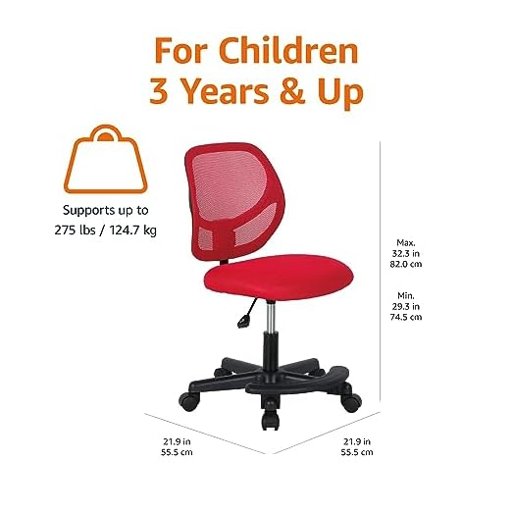 For Children
3 Years & Up
Supports up to
275 lbs / 124.7 kg
Max.
32.3 in
82.0 cm
Min.
29.3 in
74.5 cm
21.9 in
55.5 cm
21.9 in
55.5 cm